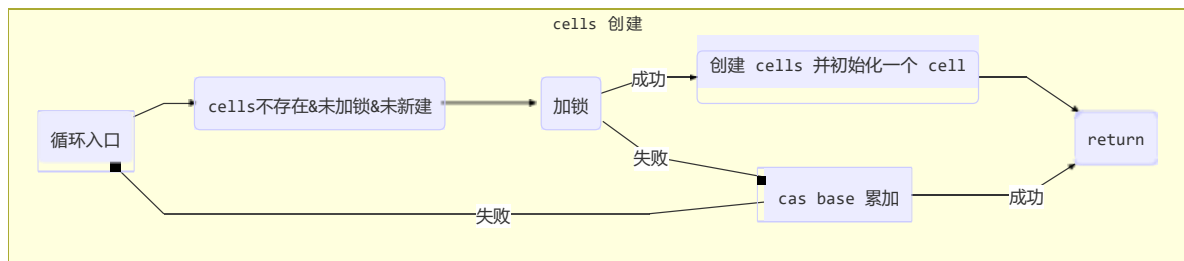 cells 创建
循环入口
cells不存在&未加锁&未新建
加锁
成功
创建 cells 并初始化一个 cell
return
失败
cas base 累加
成功
失败